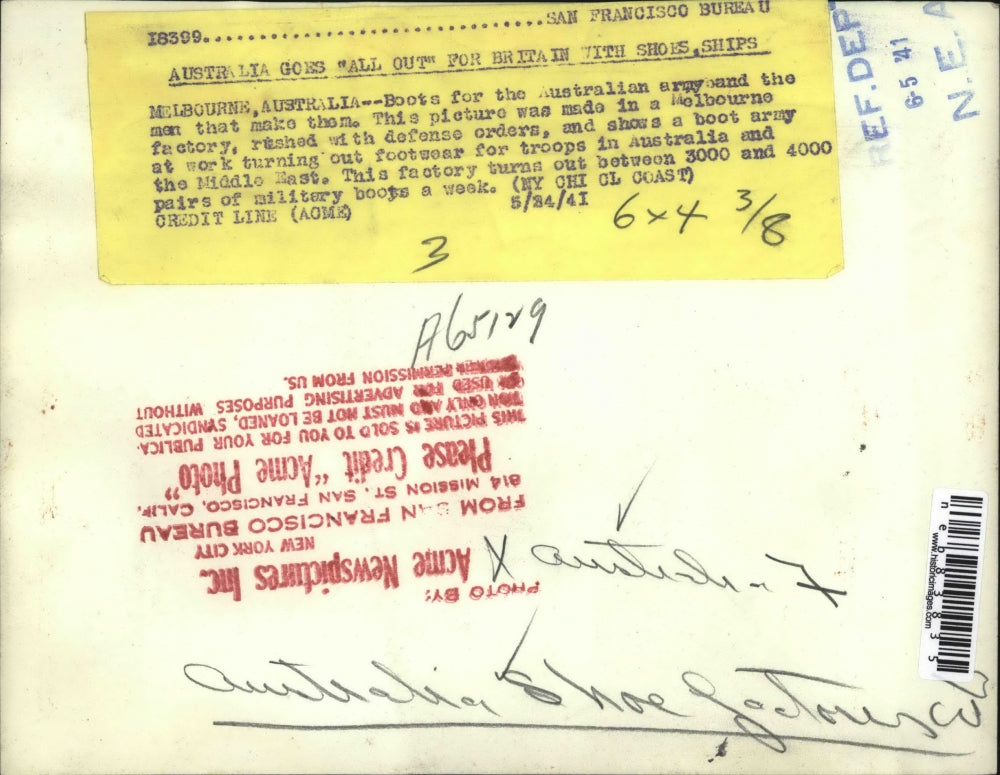 I8399........................................SAN FRANCISCO BUREAU
AUSTRALIA GOES "ALL OUT" FOR BRITAIN WITH SHOES, SHIPS
MELBOURNE, AUSTRALIA--Boots for the Australian army and the
men that make them. This picture was made in a Melbourne
factory, rushed with defense orders, and shows a boot army
at work turning out footwear for troops in Australia and
the Middle East. This factory turns out between 3000 and 4000
pairs of military boots a week. (NY CHI CL COAST)
CREDIT LINE (ACME) 5/24/41
6x4 3/8
3
REF. DEP
6-5 '41
N.E.A
A65129
PHOTO BY:
Acme Newspictures Inc.
NEW YORK CITY
FROM SAN FRANCISCO BUREAU
814 MISSION ST. SAN FRANCISCO, CALIF.
Please Credit "Acme Photo"
THIS PICTURE IS SOLD TO YOU FOR YOUR PUBLICA-
TION ONLY AND MUST NOT BE LOANED, SYNDICATED
OR USED FOR ADVERTISING PURPOSES WITHOUT
PERMISSION FROM US.
X Australia - F
Australia Shoe Factories
neb83835
www.historicimages.com